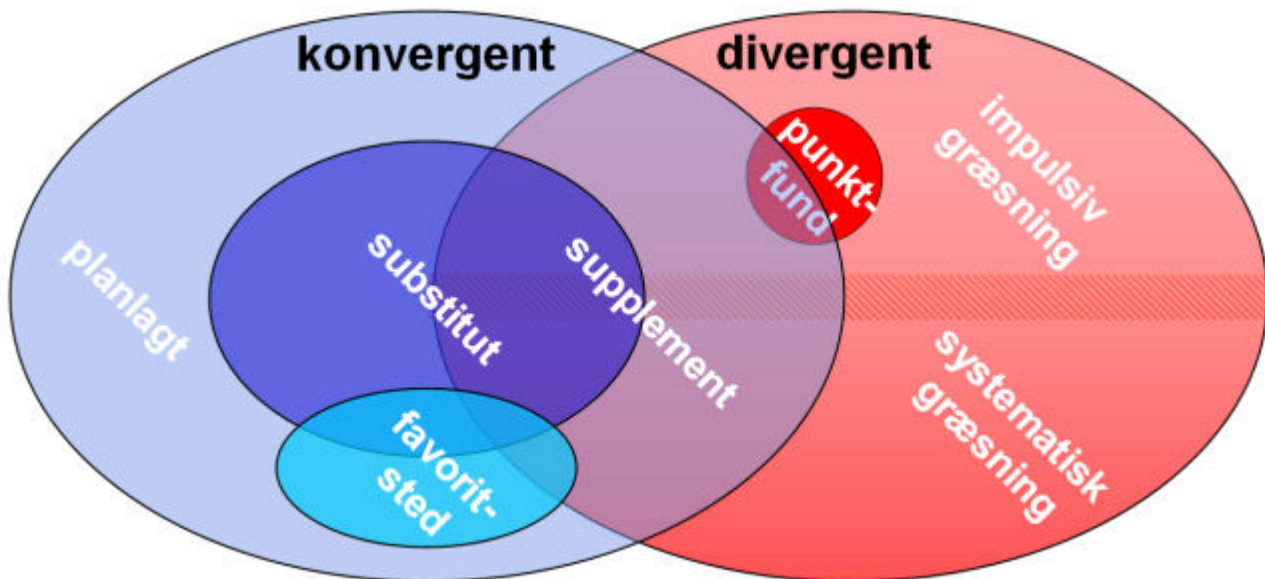 konvergent
divergent
punkt-
fund
impulsiv
græsning
planlagt
substitut
supplement
favorit-
sted
systematisk
græsning